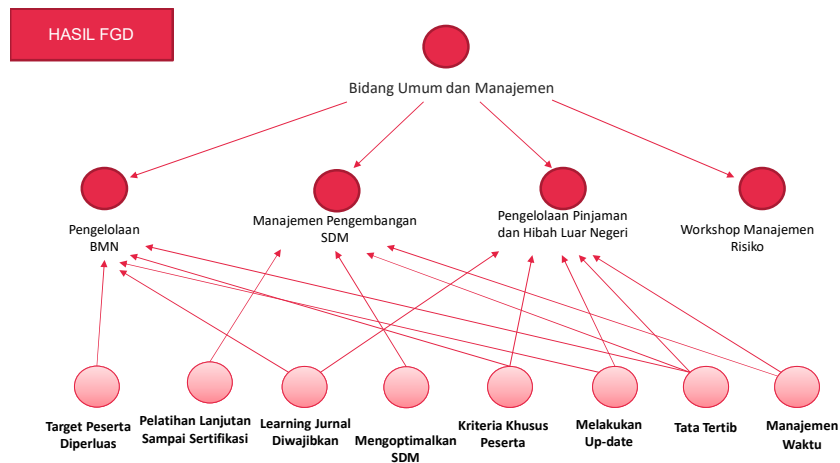 HASIL FGD
Bidang Umum dan Manajemen
Pengelolaan
BMN
Manajemen Pengembangan
SDM
Pengelolaan Pinjaman
dan Hibah Luar Negeri
Workshop Manajemen
Risiko
Target Peserta
Diperluas
Pelatihan Lanjutan
Sampai Sertifikasi
Learning Jurnal
Diwajibkan
Mengoptimalkan
SDM
Kriteria Khusus
Peserta
Melakukan
Up-date
Tata Tertib
Manajemen
Waktu